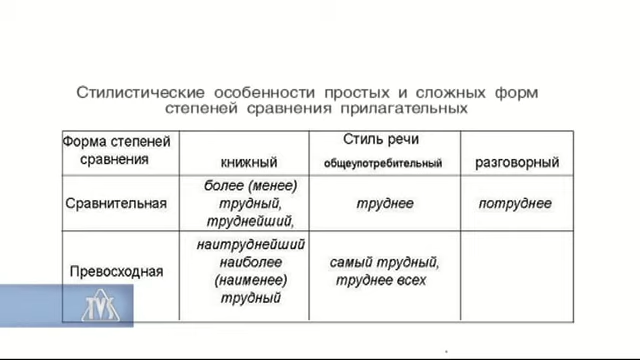 Стилистические особенности простых и сложных форм
степеней сравнения прилагательных
Форма степеней
сравнения
Стиль речи
книжный
общеупотребительный
разговорный
Сравнительная
более (менее)
трудный,
труднейший,
труднее
потруднее
Превосходная
наитруднейший
наиболее
(наименее)
трудный
самый трудный,
труднее всех
TVS